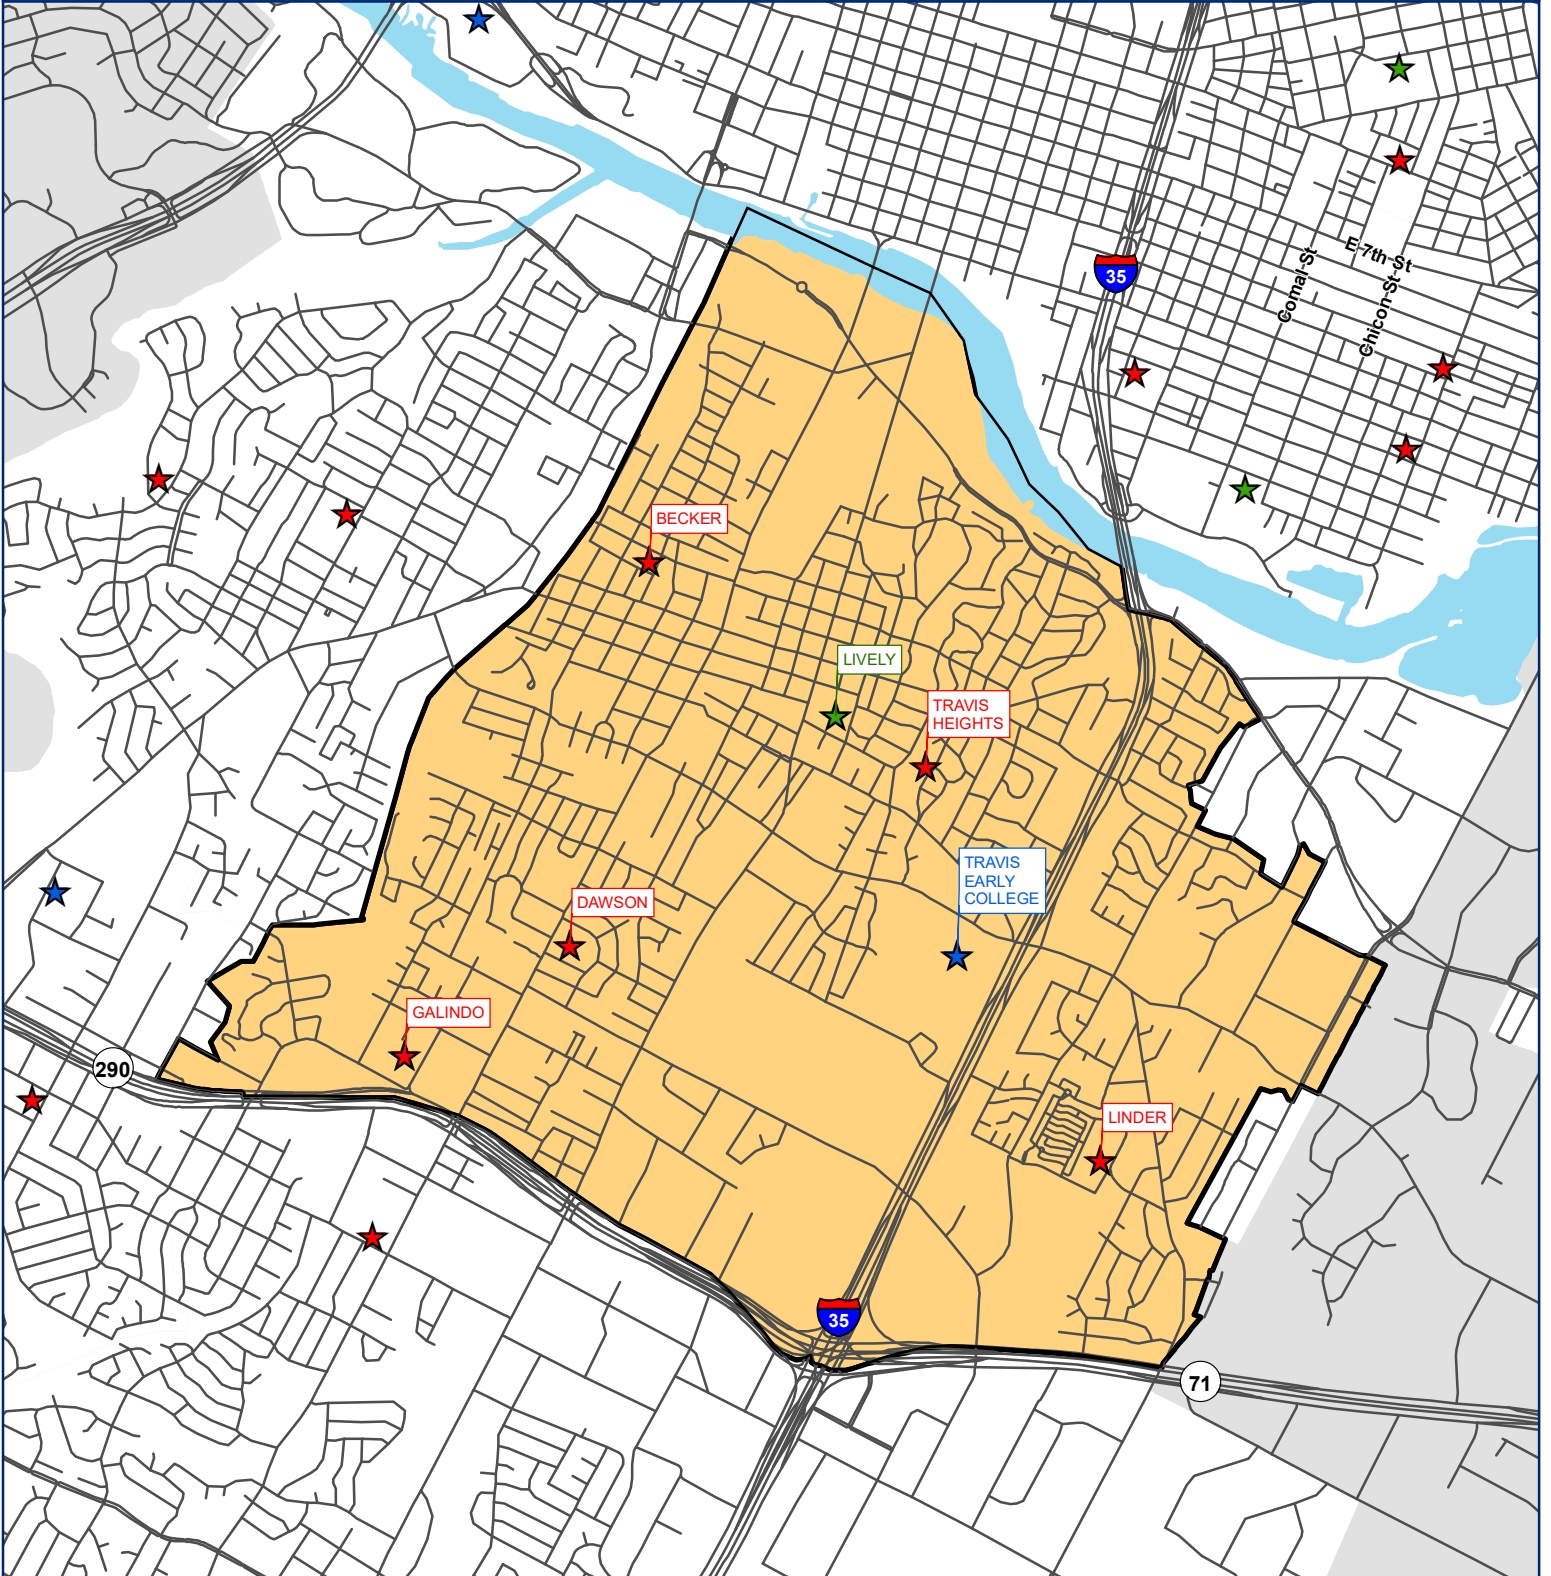 E 7th St
Comal St
Chicon St
35
BECKER
LIVELY
TRAVIS
HEIGHTS
TRAVIS
EARLY
COLLEGE
DAWSON
GALINDO
290
LINDER
35
71